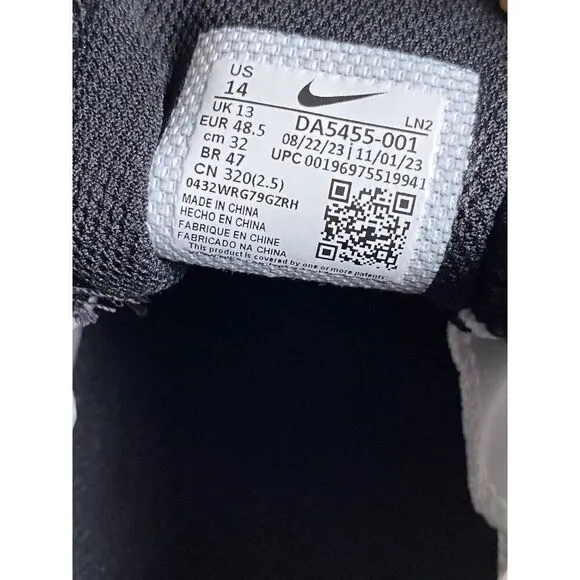 US
14
LN2
UK 13
EUR 48.5
cm 32
BR 47
CN 320(2.5)
0432WRG79GZRH
DA5455-001
08/22/23 | 11/01/23
UPC 00196975519941
MADE IN CHINA
HECHO EN CHINA
FABRIQUE EN CHINE
FABRICADO NA CHINA
This product is covered by one or more patents: